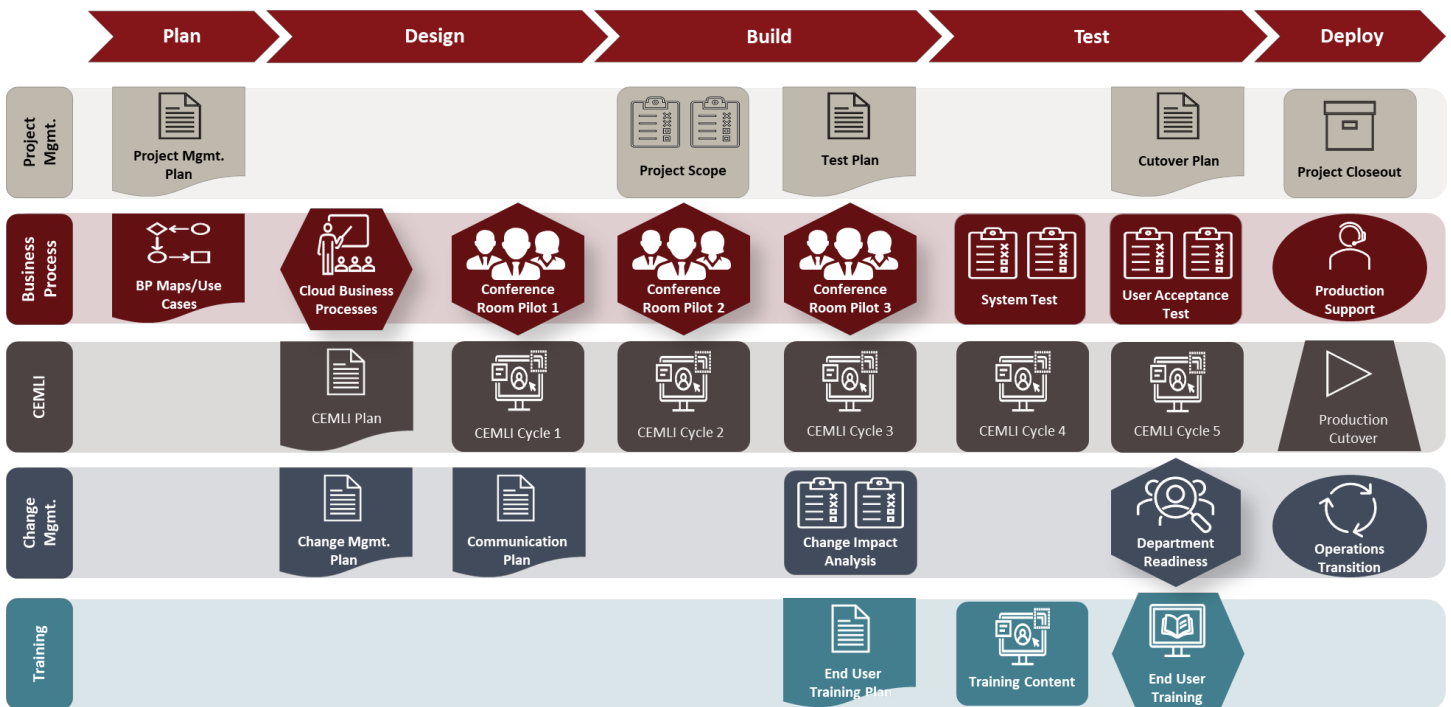 Plan
Design
Build
Test
Deploy
Project
Mgmt.
Project Mgmt.
Plan
Project Scope
Test Plan
Cutover Plan
Project Closeout
Business
Process
BP Maps/Use
Cases
Cloud Business
Processes
Conference
Room Pilot 1
Conference
Room Pilot 2
Conference
Room Pilot 3
System Test
User Acceptance
Test
Production
Support
CEMLI
CEMLI Plan
CEMLI Cycle 1
CEMLI Cycle 2
CEMLI Cycle 3
CEMLI Cycle 4
CEMLI Cycle 5
Production
Cutover
Change
Mgmt.
Change Mgmt.
Plan
Communication
Plan
Change Impact
Analysis
Department
Readiness
Operations
Transition
Training
End User
Training Plan
Training Content
End User
Training